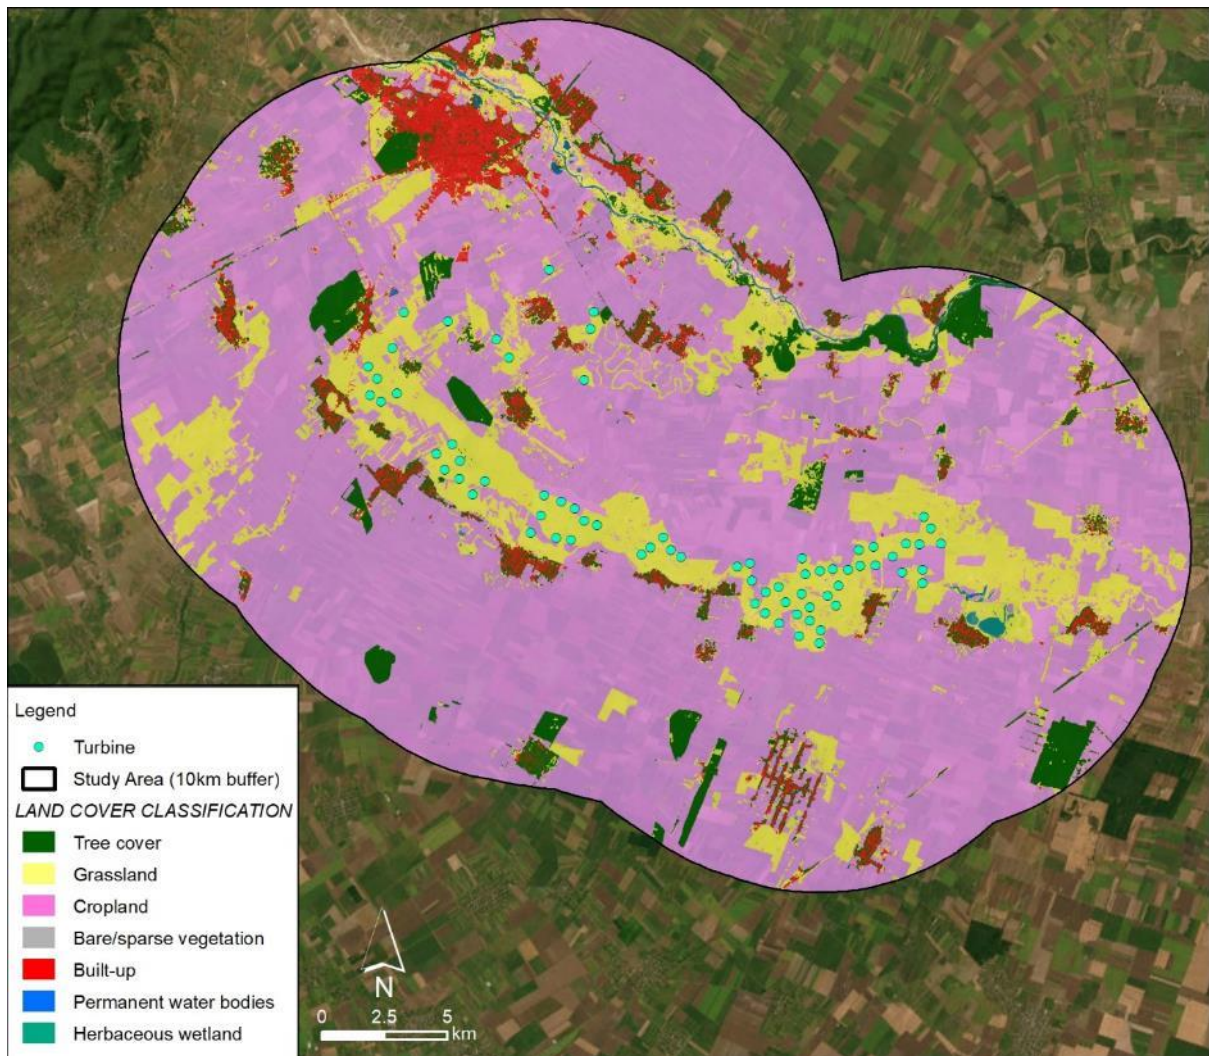 Legend
Turbine
Study Area (10km buffer)
LAND COVER CLASSIFICATION
Tree cover
Grassland
Cropland
Bare/sparse vegetation
Built-up
Permanent water bodies
Herbaceous wetland
N
0 2.5 5
km